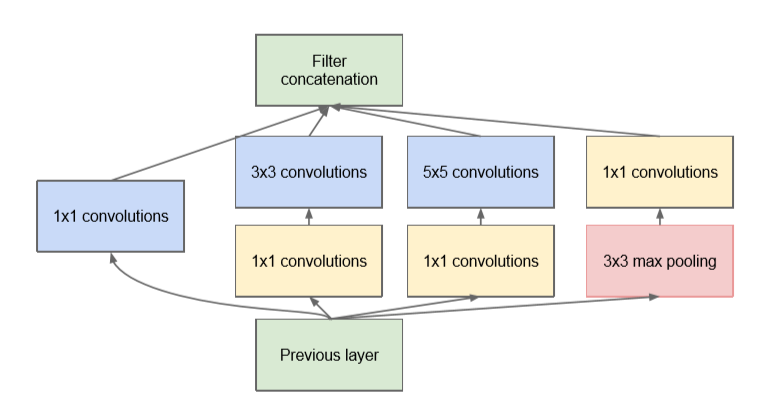 Filter
concatenation
3x3 convolutions
5x5 convolutions
1x1 convolutions
1x1 convolutions
1x1 convolutions
1x1 convolutions
3x3 max pooling
Previous layer